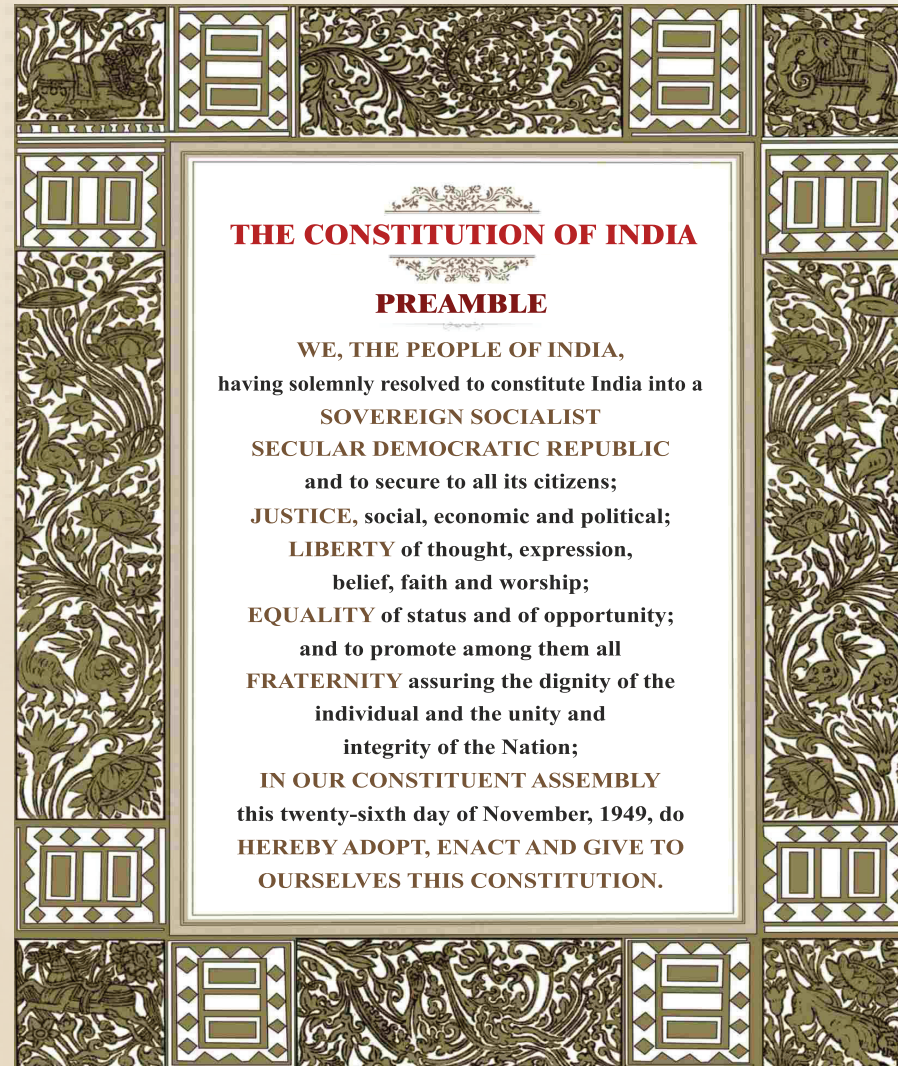 THE CONSTITUTION OF INDIA
PREAMBLE
WE, THE PEOPLE OF INDIA,
having solemnly resolved to constitute India into a
SOVEREIGN SOCIALIST
SECULAR DEMOCRATIC REPUBLIC
and to secure to all its citizens;
JUSTICE, social, economic and political;
LIBERTY of thought, expression,
belief, faith and worship;
EQUALITY of status and of opportunity;
and to promote among them all
FRATERNITY assuring the dignity of the
individual and the unity and
integrity of the Nation;
IN OUR CONSTITUENT ASSEMBLY
this twenty-sixth day of November, 1949, do
HEREBY ADOPT, ENACT AND GIVE TO
OURSELVES THIS CONSTITUTION.